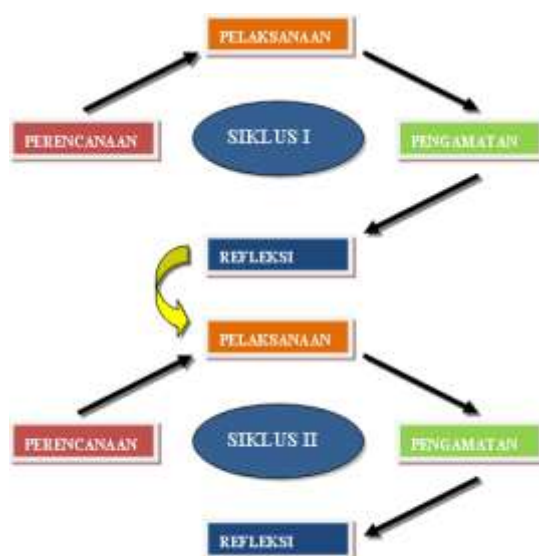 PELAKSANAAN
PERENCANAAN
SIKLUS I
PENGAMATAN
REFLEKSI
PELAKSANAAN
PERENCANAAN
SIKLUS II
PENGAMATAN
REFLEKSI